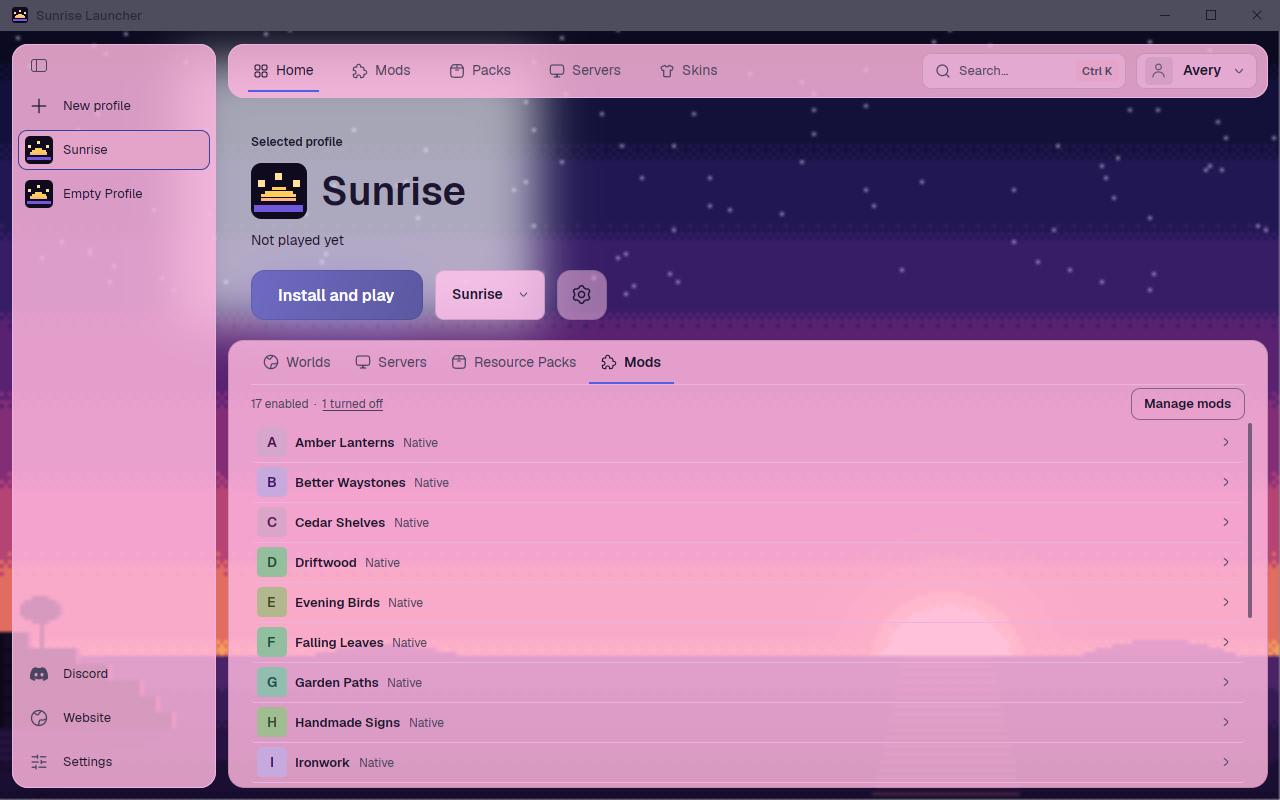 Sunrise Launcher
New profile
Sunrise
Empty Profile
Discord
Website
Settings
Home Mods Packs Servers Skins Search... Ctrl K Avery
Selected profile
Sunrise
Not played yet
Install and play Sunrise
Worlds Servers Resource Packs Mods
17 enabled · 1 turned off Manage mods
A Amber Lanterns Native
B Better Waystones Native
C Cedar Shelves Native
D Driftwood Native
E Evening Birds Native
F Falling Leaves Native
G Garden Paths Native
H Handmade Signs Native
I Ironwork Native